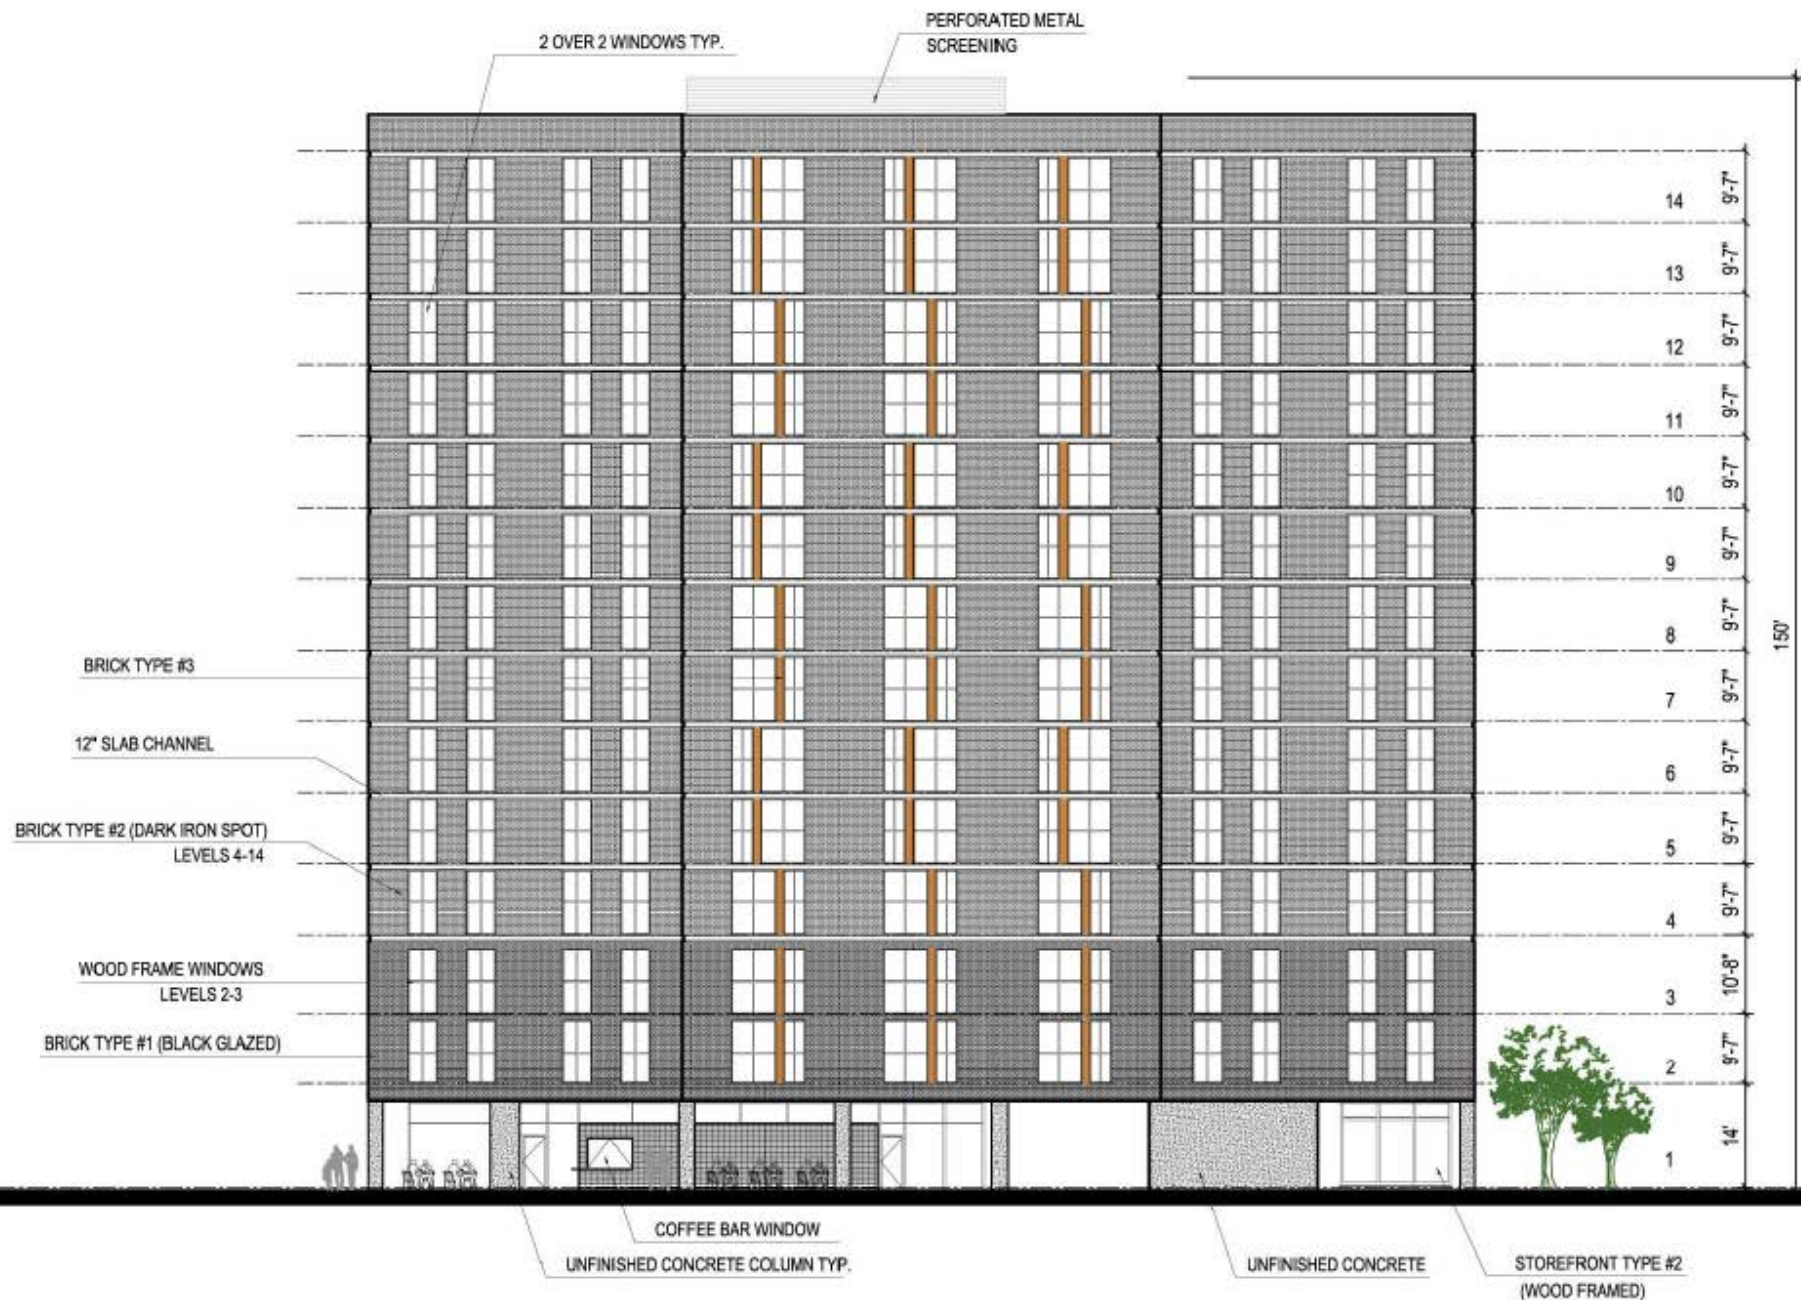 PERFORATED METAL
SCREENING
2 OVER 2 WINDOWS TYP.
14
9'-7"
13
9'-7"
12
9'-7"
11
9'-7"
10
9'-7"
9
9'-7"
8
9'-7"
150'
BRICK TYPE #3
7
9'-7"
12" SLAB CHANNEL
6
9'-7"
BRICK TYPE #2 (DARK IRON SPOT)
LEVELS 4-14
5
9'-7"
4
9'-7"
WOOD FRAME WINDOWS
LEVELS 2-3
3
10'-8"
BRICK TYPE #1 (BLACK GLAZED)
2
9'-7"
1
14'
COFFEE BAR WINDOW
UNFINISHED CONCRETE COLUMN TYP.
UNFINISHED CONCRETE
STOREFRONT TYPE #2
(WOOD FRAMED)